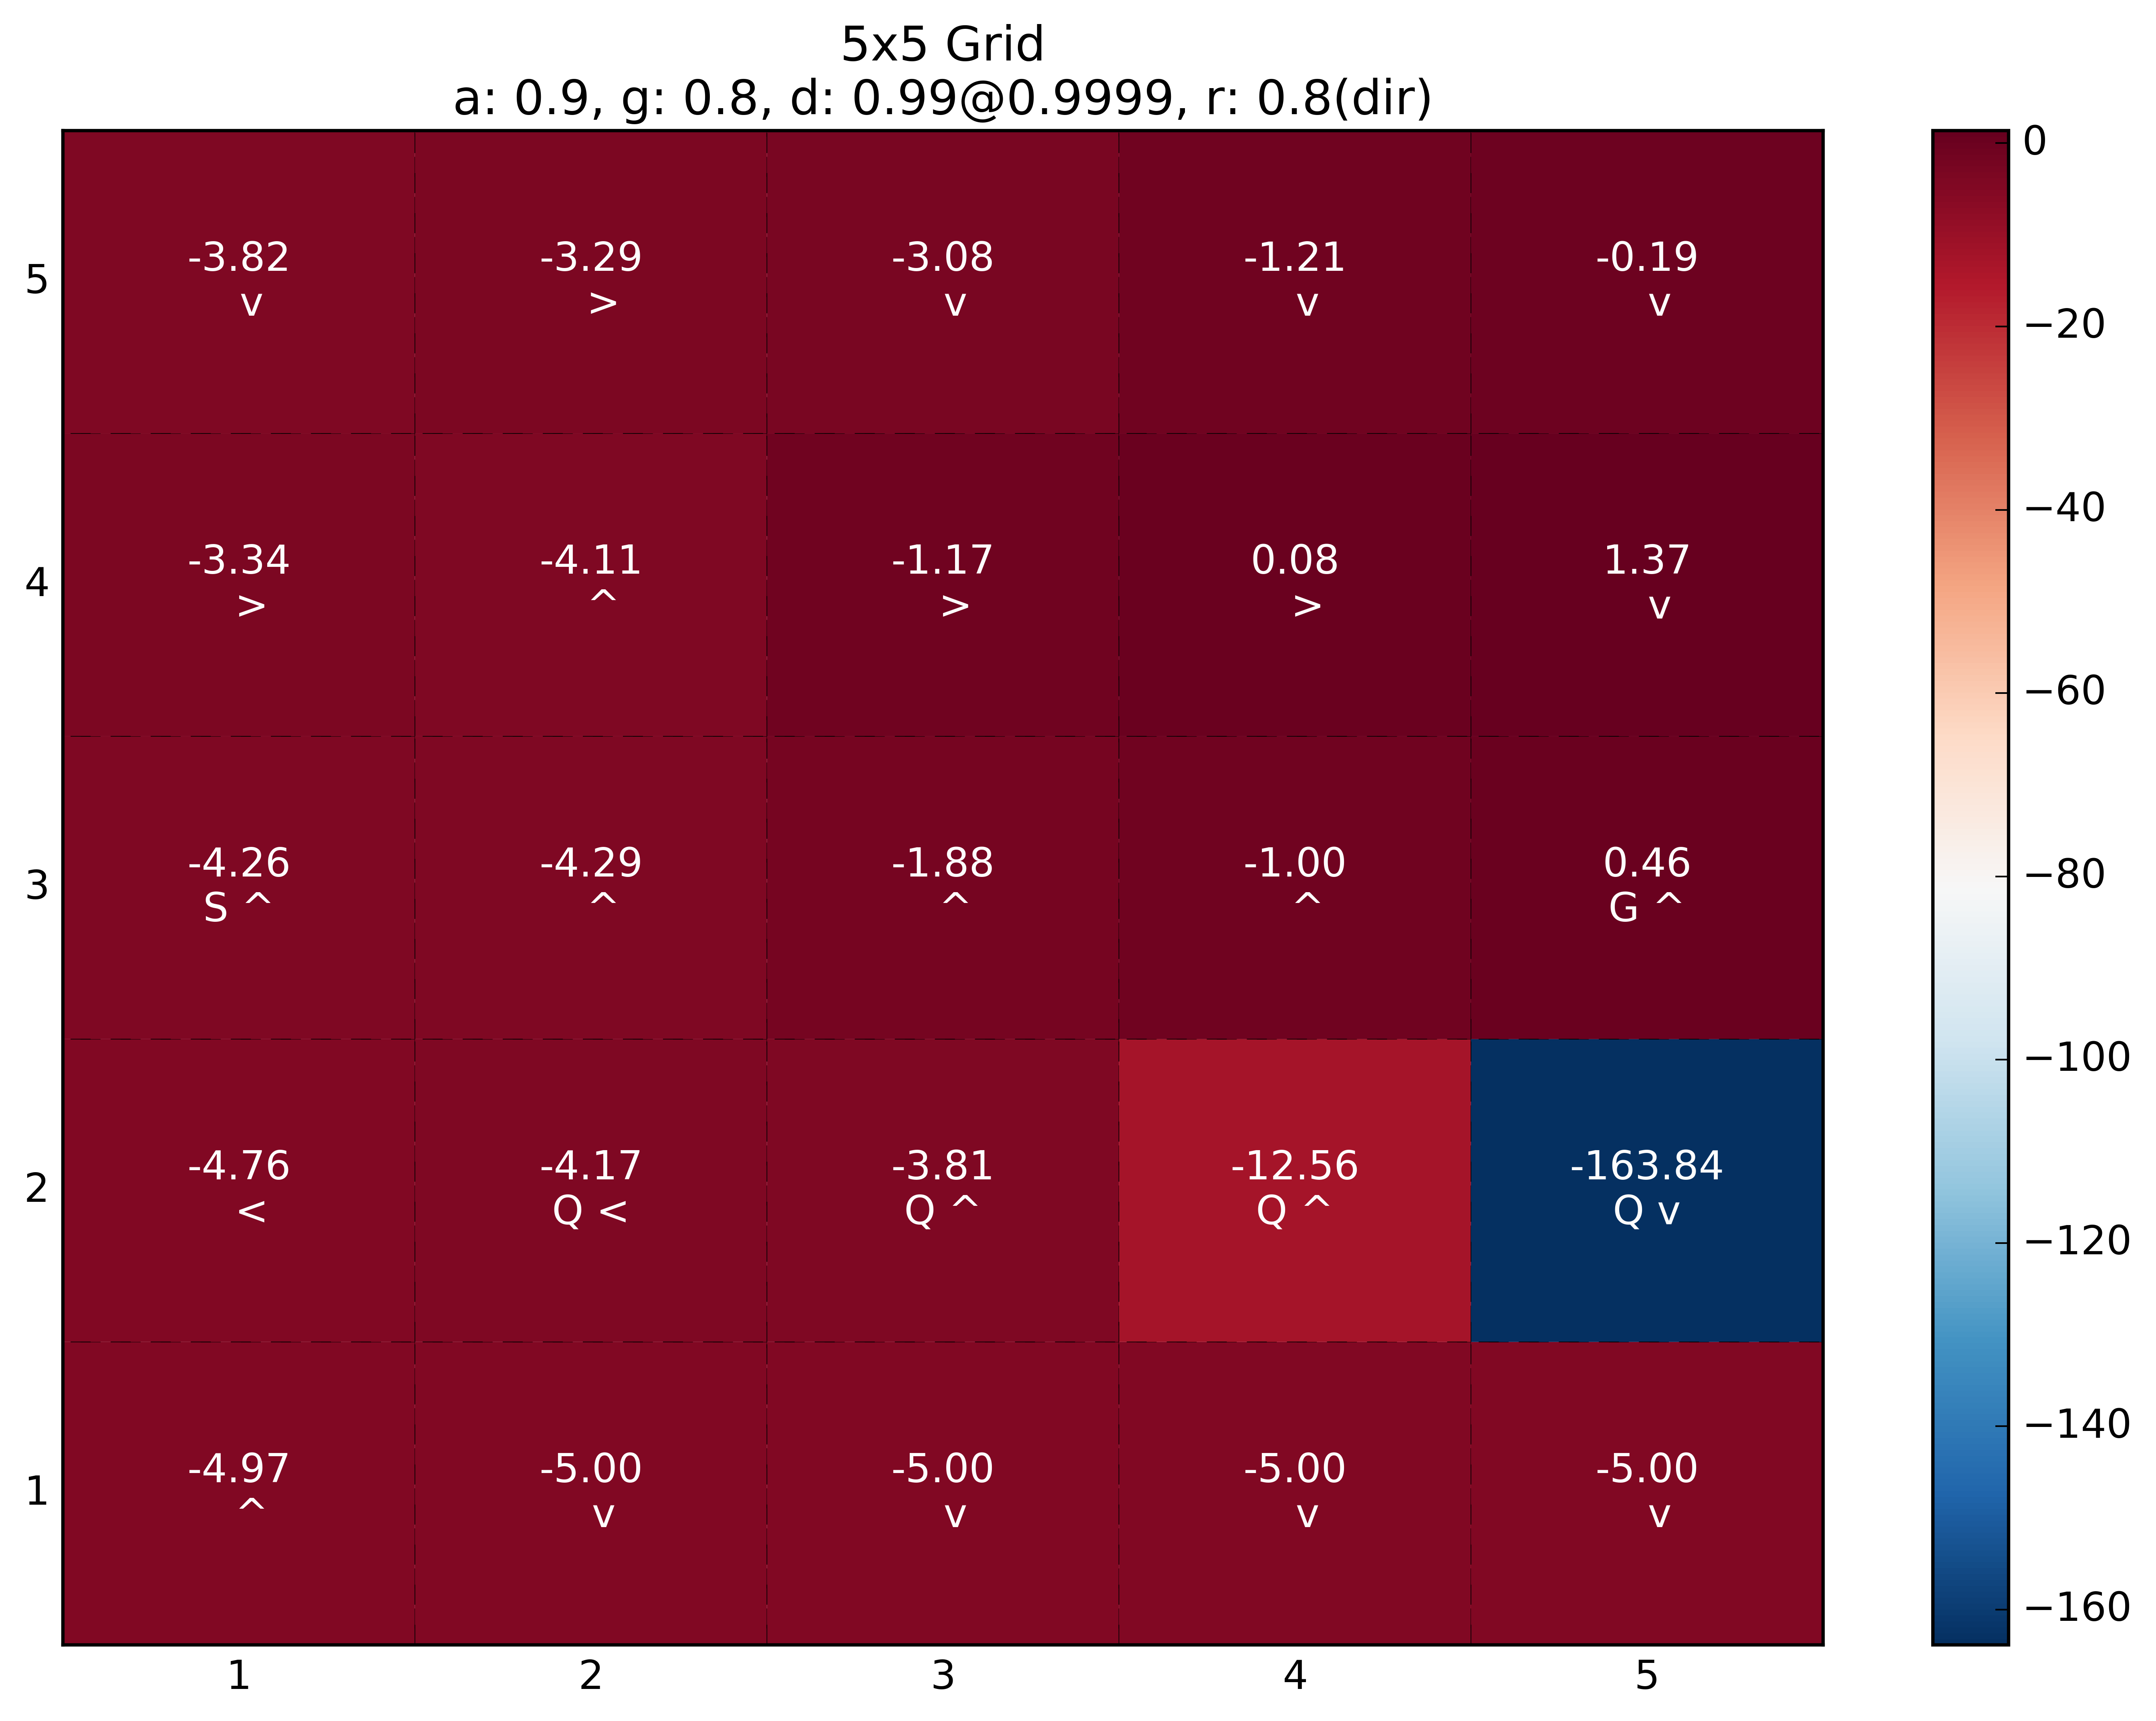 5x5 Grid
a: 0.9, g: 0.8, d: 0.99@0.9999, r: 0.8(dir)
5
-3.82 -3.29 -3.08 -1.21 -0.19
v > v v v
4
-3.34 -4.11 -1.17 0.08 1.37
> ^ > > v
3
-4.26 -4.29 -1.88 -1.00 0.46
S ^ ^ ^ ^ G ^
2
-4.76 -4.17 -3.81 -12.56 -163.84
< Q < Q ^ Q ^ Q v
1
-4.97 -5.00 -5.00 -5.00 -5.00
^ v v v v
1 2 3 4 5
0
−20
−40
−60
−80
−100
−120
−140
−160